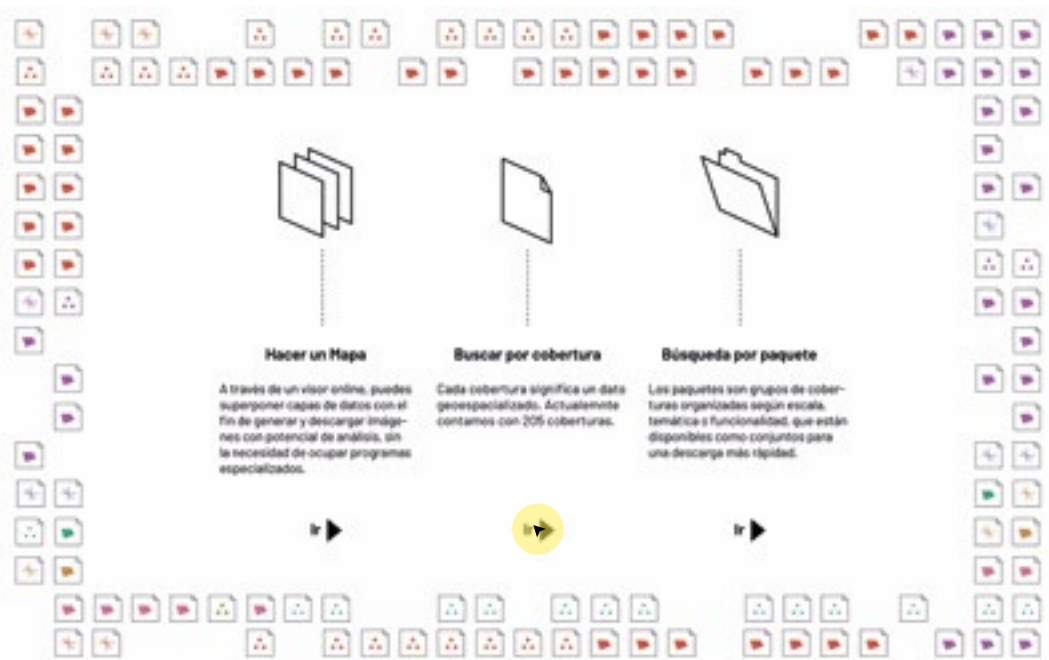 Hacer un Mapa
A través de un visor online, puedes
superponer capas de datos con el
fin de generar y descargar imáge-
nes con potencial de análisis, sin
la necesidad de ocupar programas
especializados.
Ir
Buscar por cobertura
Cada cobertura significa un dato
geoespacializado. Actualemnte
contamos con 205 coberturas.
Ir
Búsqueda por paquete
Los paquetes son grupos de cober-
turas organizadas según escala,
temática o funcionalidad, que están
disponibles como conjuntos para
una descarga más rápidad.
Ir